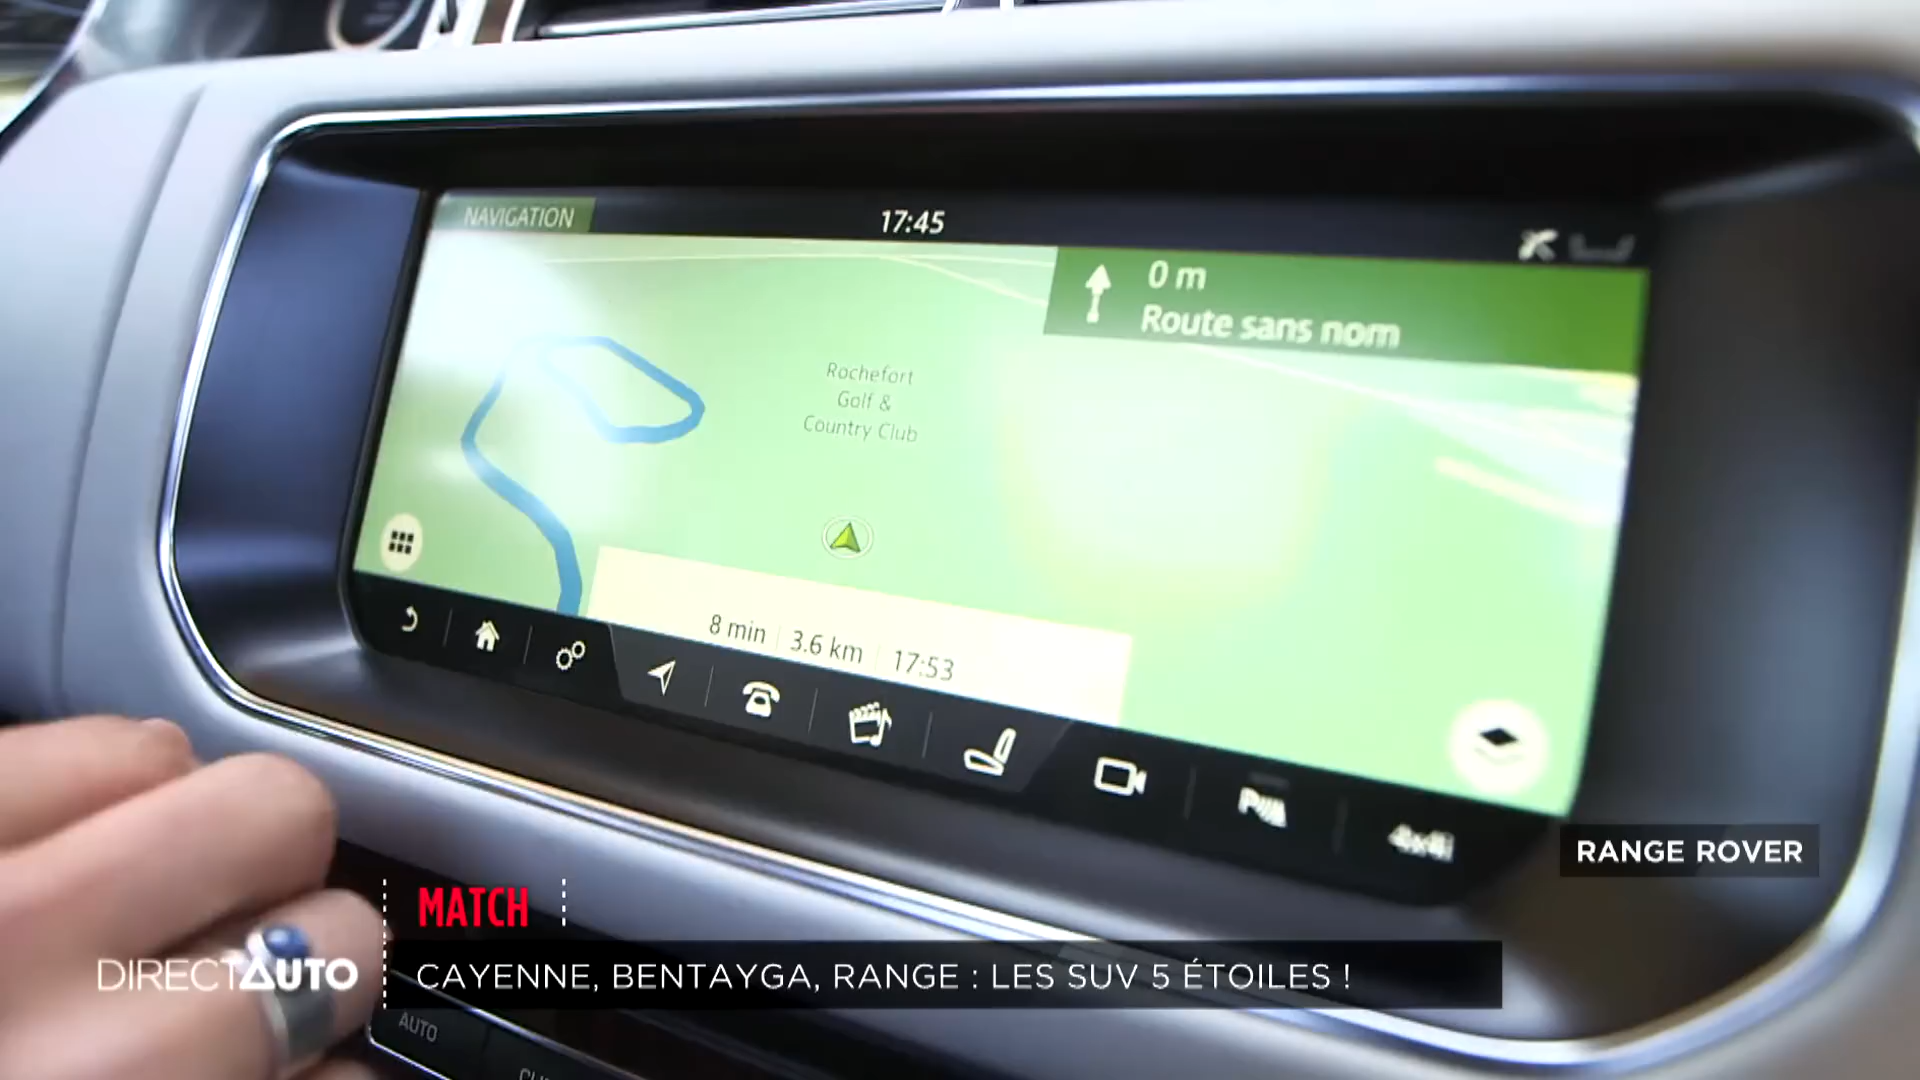 NAVIGATION
17:45
0 m
Route sans nom
Rochefort
Golf &
Country Club
8 min 3.6 km 17:53
4x4i
RANGE ROVER
MATCH
DIRECTAUTO
CAYENNE, BENTAYGA, RANGE : LES SUV 5 ÉTOILES !
AUTO